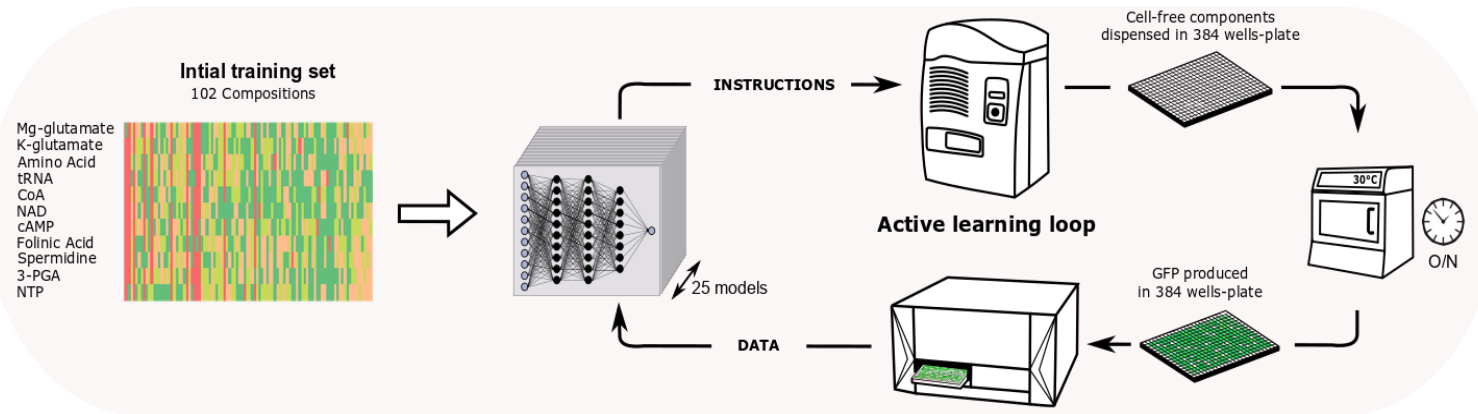 Intial training set
102 Compositions
Mg-glutamate
K-glutamate
Amino Acid
tRNA
CoA
NAD
cAMP
Folinic Acid
Spermidine
3-PGA
NTP
25 models
INSTRUCTIONS
Cell-free components
dispensed in 384 wells-plate
30°C
O/N
Active learning loop
GFP produced
in 384 wells-plate
DATA